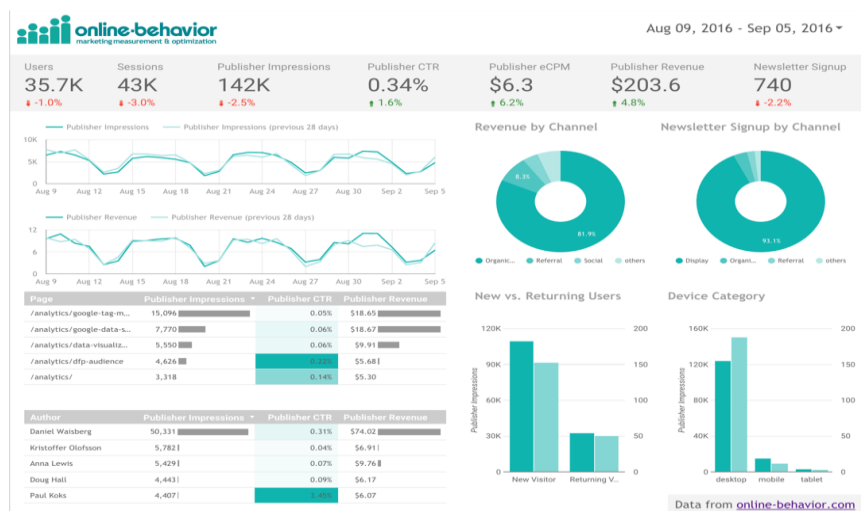 online-behavior
marketing measurement & optimization
Aug 09, 2016 - Sep 05, 2016
Users Sessions Publisher Impressions Publisher CTR Publisher eCPM Publisher Revenue Newsletter Signup
35.7K 43K 142K 0.34% $6.3 $203.6 740
-1.0% -3.0% -2.5% 1.6% 6.2% 4.8% -2.2%
Publisher Impressions Publisher Impressions (previous 28 days)
10K
5K
0
Aug 9 Aug 12 Aug 15 Aug 18 Aug 21 Aug 24 Aug 27 Aug 30 Sep 2 Sep 5
Publisher Revenue Publisher Revenue (previous 28 days)
12
6
0
Aug 9 Aug 12 Aug 15 Aug 18 Aug 21 Aug 24 Aug 27 Aug 30 Sep 2 Sep 5
Revenue by Channel
8.3%
81.9%
Organic... Referral Social others
Newsletter Signup by Channel
93.1%
Display Organi... Referral others
Page Publisher Impressions Publisher CTR Publisher Revenue
/analytics/google-tag-m... 15,096 0.05% $18.65
/analytics/google-data-s... 7,770 0.06% $18.67
/analytics/data-visualiz... 5,550 0.06% $9.91
/analytics/dfp-audience 4,626 0.22% $5.68
/analytics/ 3,318 0.14% $5.30
Author Publisher Impressions Publisher CTR Publisher Revenue
Daniel Waisberg 50,331 0.31% $74.02
Kristoffer Olofsson 5,782 0.04% $6.91
Anna Lewis 5,429 0.07% $9.76
Doug Hall 4,443 0.09% $6.17
Paul Koks 4,407 3.45% $6.07
New vs. Returning Users
120K 200
90K 150
60K 100
30K 50
0 0
Publisher Impressions
New Visitor Returning V...
Device Category
160K 200
120K 150
80K 100
40K 50
0 0
Publisher Impressions
desktop mobile tablet
Data from online-behavior.com